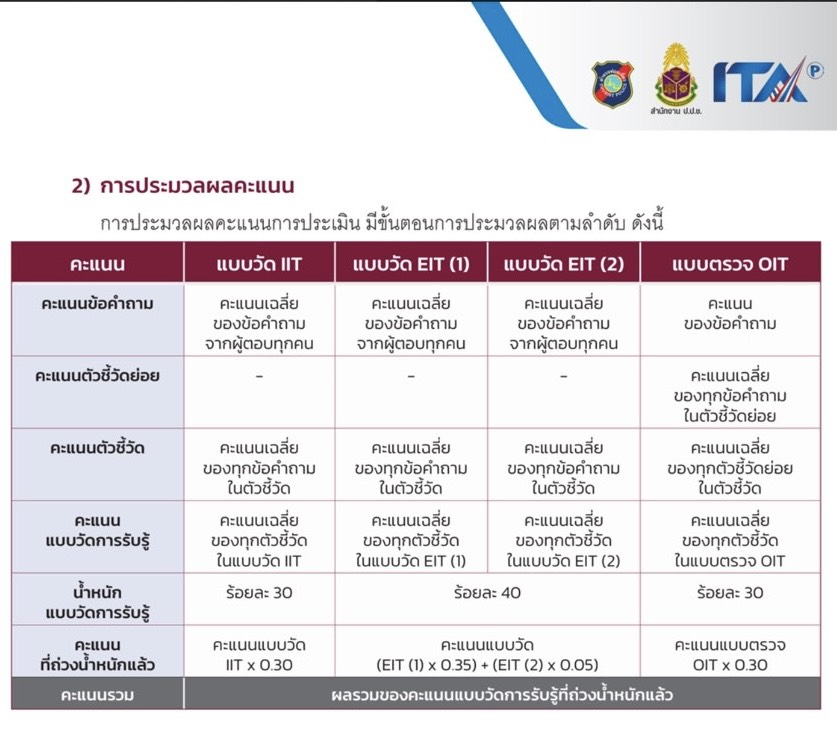 สำนักงาน ป.ป.ช.
ITA P
2) การประมวลผลคะแนน
การประมวลผลคะแนนการประเมิน มีขั้นตอนการประมวลผลตามลำดับ ดังนี้
คะแนน แบบวัด IIT แบบวัด EIT (1) แบบวัด EIT (2) แบบตรวจ OIT
คะแนนข้อคำถาม คะแนนเฉลี่ย คะแนนเฉลี่ย คะแนนเฉลี่ย คะแนน
ของข้อคำถาม ของข้อคำถาม ของข้อคำถาม ของข้อคำถาม
จากผู้ตอบทุกคน จากผู้ตอบทุกคน จากผู้ตอบทุกคน
คะแนนตัวชี้วัดย่อย - - - คะแนนเฉลี่ย
ของทุกข้อคำถาม
ในตัวชี้วัดย่อย
คะแนนตัวชี้วัด คะแนนเฉลี่ย คะแนนเฉลี่ย คะแนนเฉลี่ย คะแนนเฉลี่ย
ของทุกข้อคำถาม ของทุกข้อคำถาม ของทุกข้อคำถาม ของทุกตัวชี้วัดย่อย
ในตัวชี้วัด ในตัวชี้วัด ในตัวชี้วัด ในตัวชี้วัด
คะแนน คะแนนเฉลี่ย คะแนนเฉลี่ย คะแนนเฉลี่ย คะแนนเฉลี่ย
แบบวัดการรับรู้ ของทุกตัวชี้วัด ของทุกตัวชี้วัด ของทุกตัวชี้วัด ของทุกตัวชี้วัด
ในแบบวัด IIT ในแบบวัด EIT (1) ในแบบวัด EIT (2) ในแบบตรวจ OIT
น้ำหนัก ร้อยละ 30 ร้อยละ 40 ร้อยละ 30
แบบวัดการรับรู้
คะแนน คะแนนแบบวัด คะแนนแบบวัด คะแนนแบบตรวจ
ที่ถ่วงน้ำหนักแล้ว IIT x 0.30 (EIT (1) x 0.35) + (EIT (2) x 0.05) OIT x 0.30
คะแนนรวม ผลรวมของคะแนนแบบวัดการรับรู้ที่ถ่วงน้ำหนักแล้ว